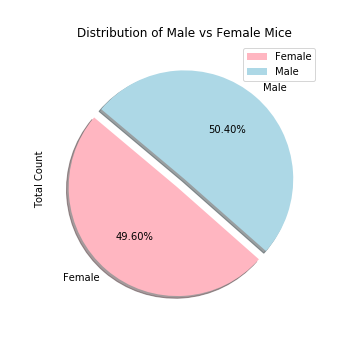 Distribution of Male vs Female Mice
Female
Male
Male
50.40%
Total Count
49.60%
Female